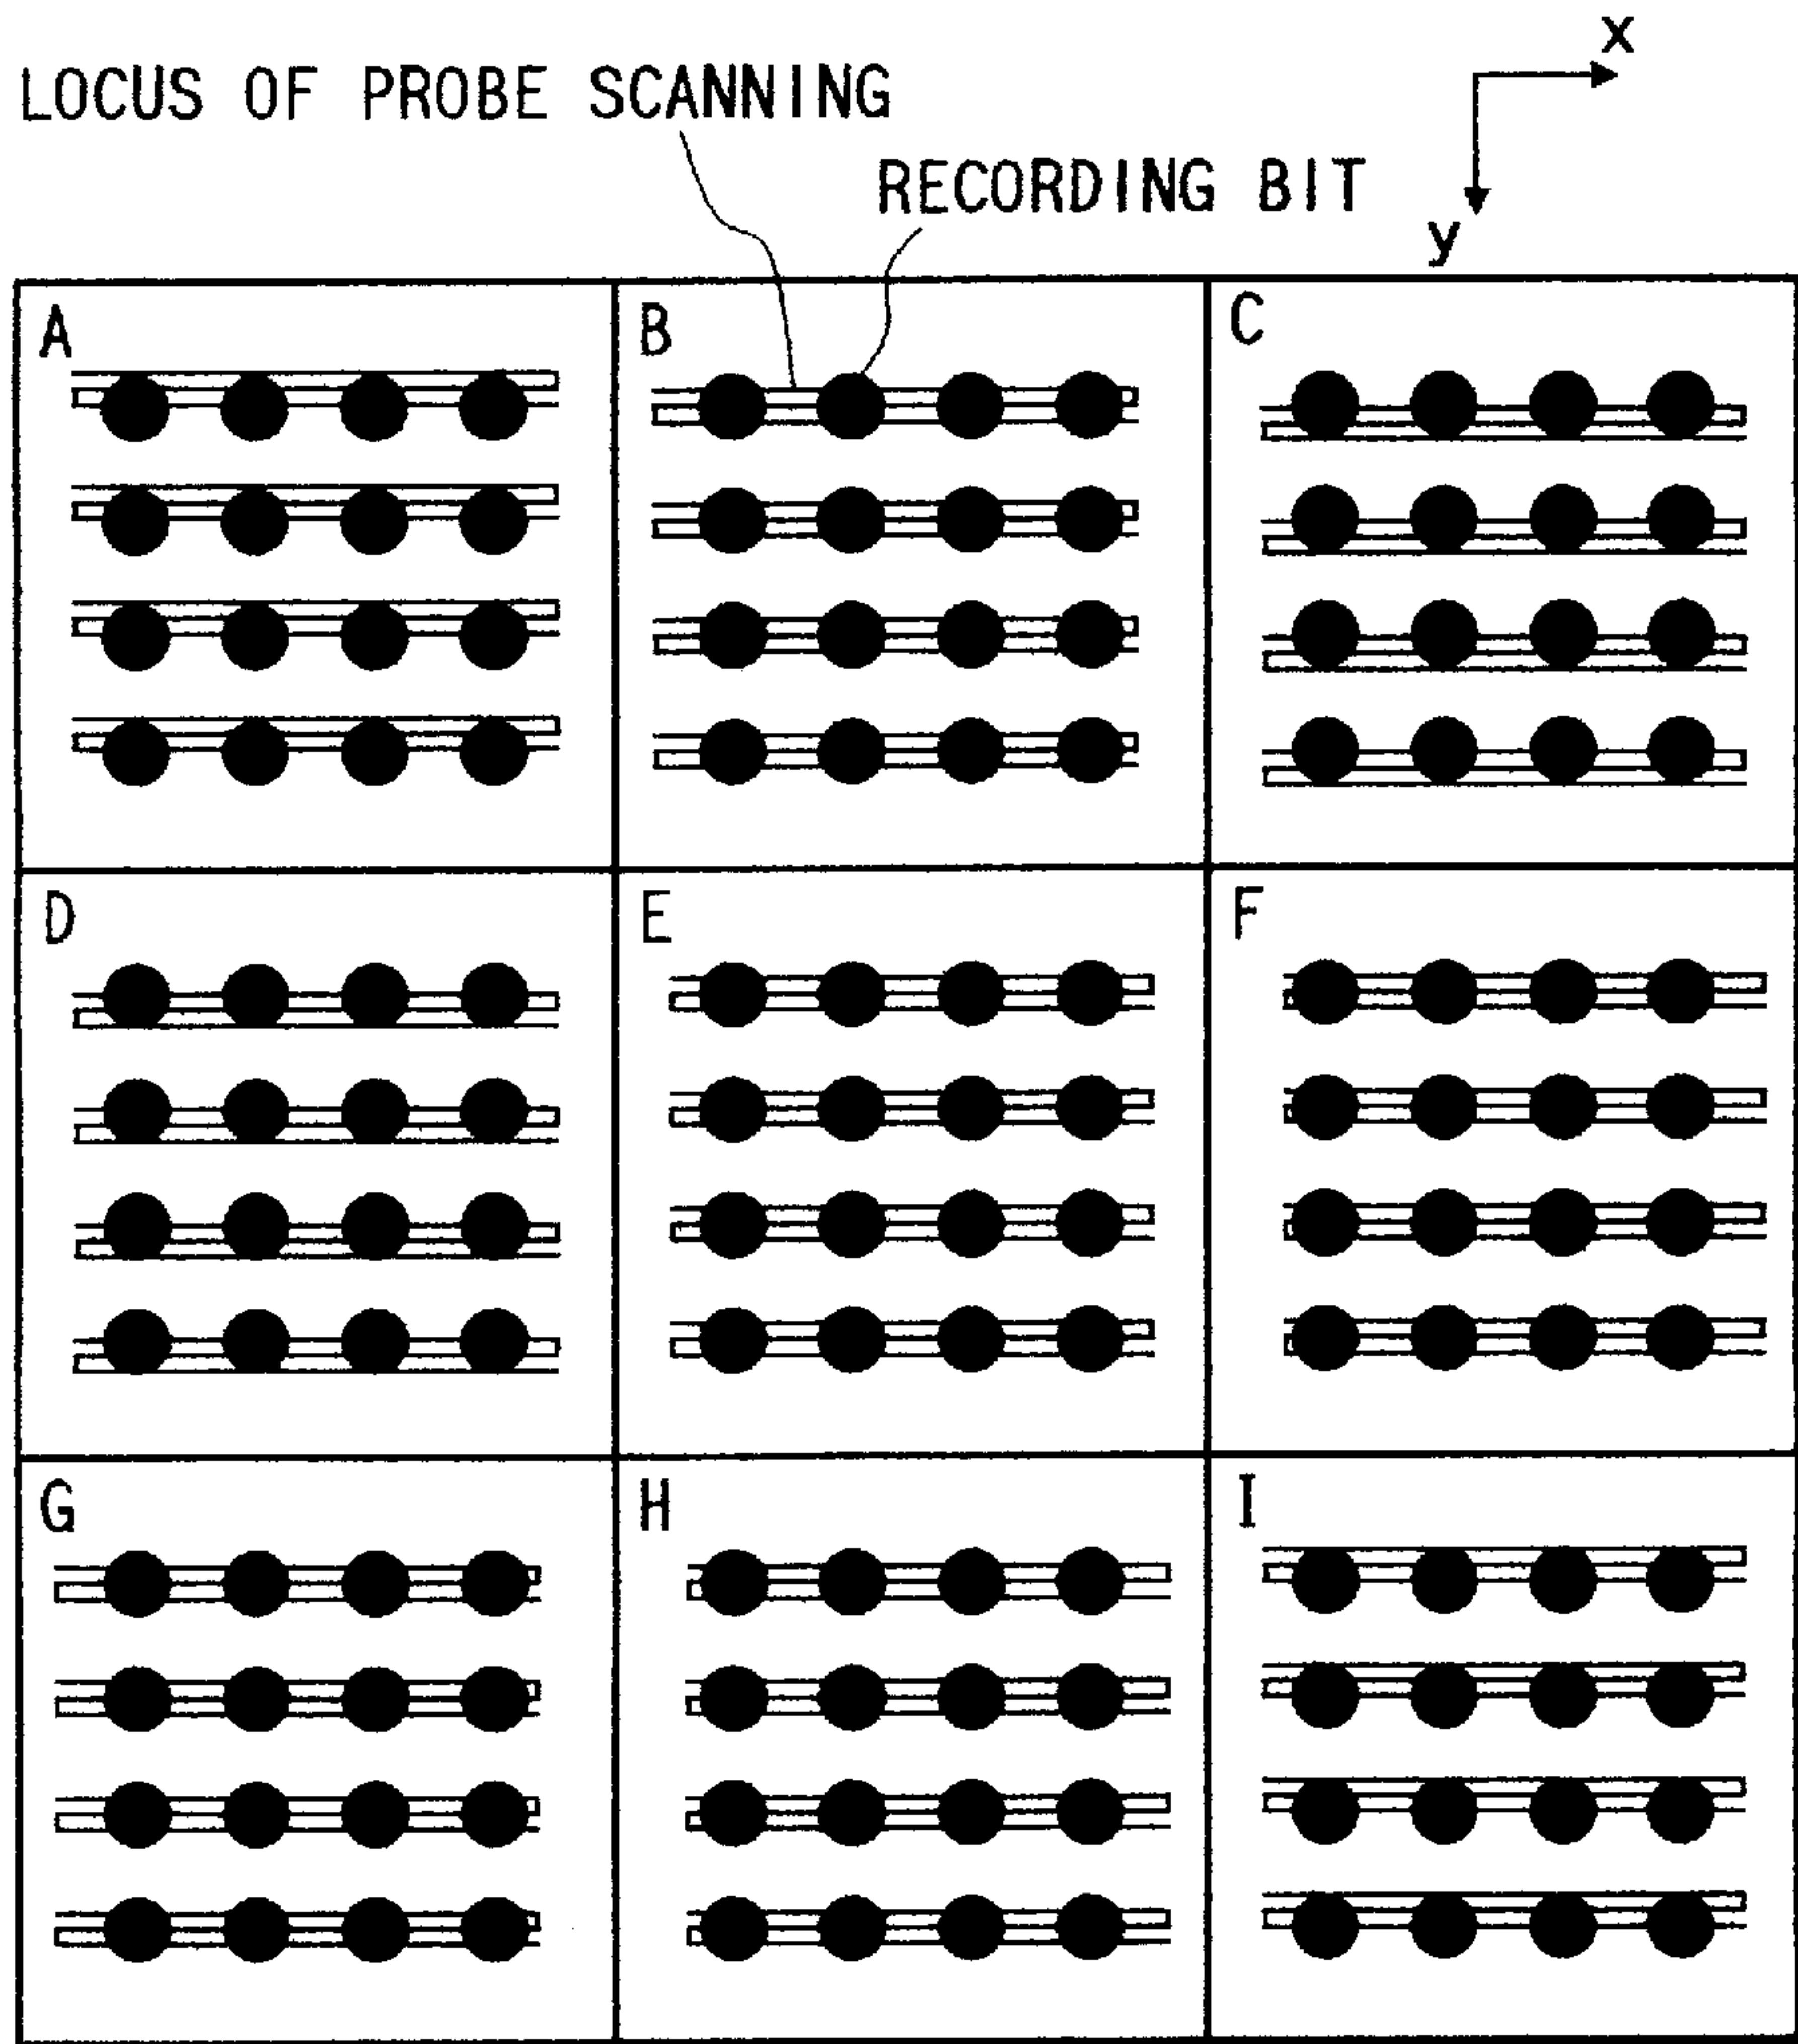 x
LOCUS OF PROBE SCANNING
RECORDING BIT
y
A
B
C
D
E
F
G
H
I